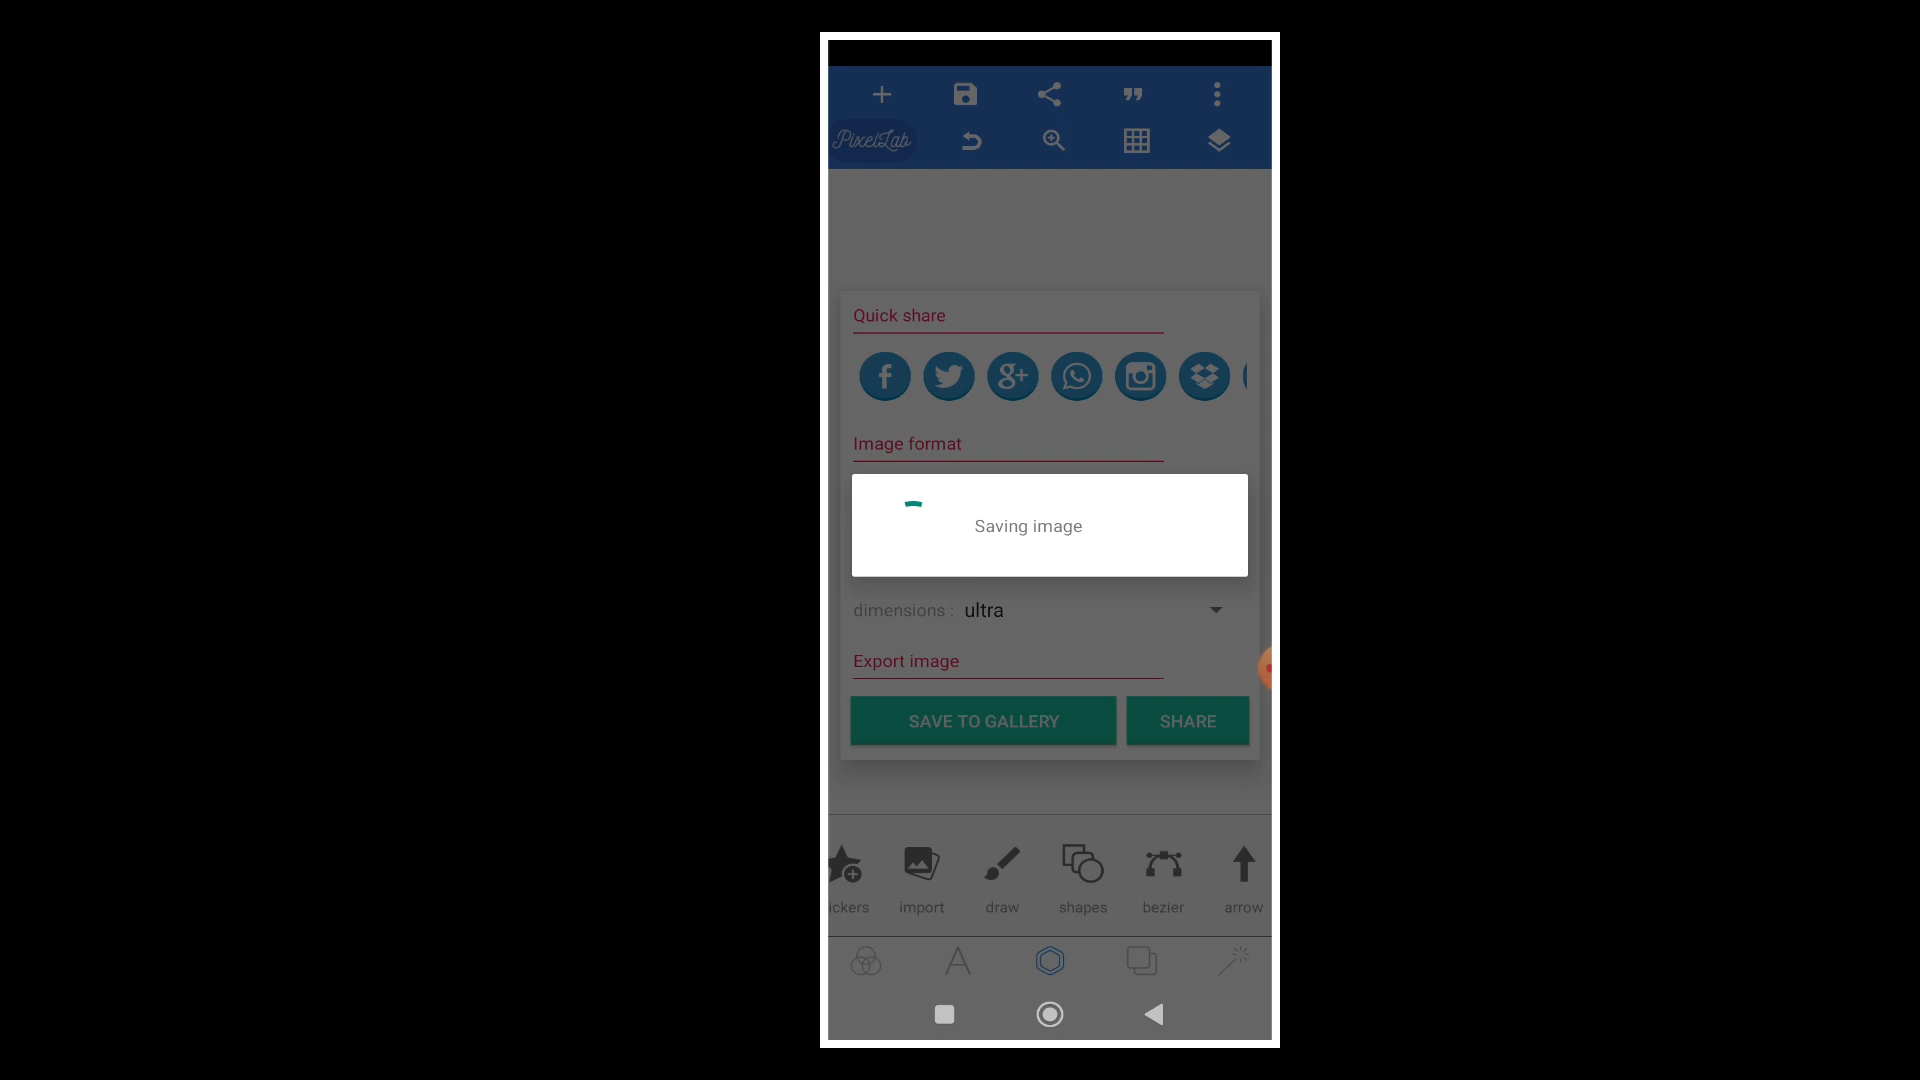 PixelLab
Quick share
f g+
Image format
Saving image
dimensions : ultra
Export image
SAVE TO GALLERY SHARE
ickers import draw shapes bezier arrow